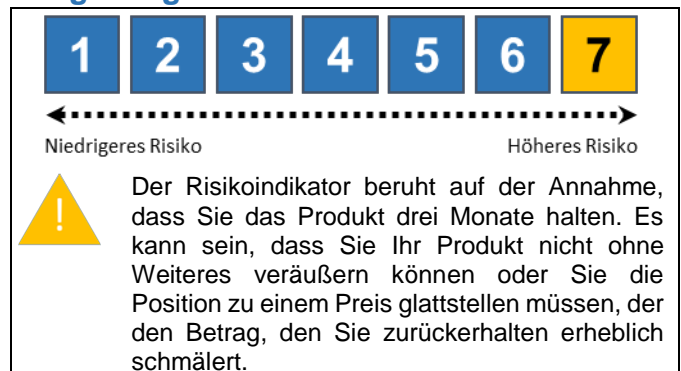 1 2 3 4 5 6 7
Niedrigeres Risiko Höheres Risiko
!
Der Risikoindikator beruht auf der Annahme,
dass Sie das Produkt drei Monate halten. Es
kann sein, dass Sie Ihr Produkt nicht ohne
Weiteres veräußern können oder Sie die
Position zu einem Preis glattstellen müssen, der
den Betrag, den Sie zurückerhalten erheblich
schmälert.